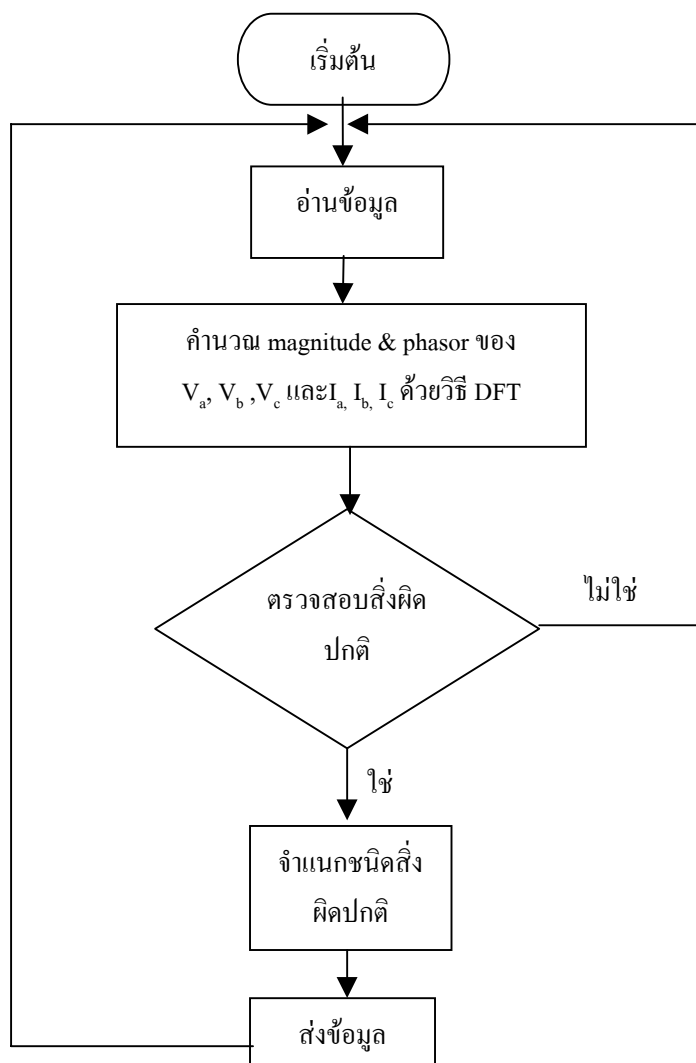 เริ่มต้น
อ่านข้อมูล
คำนวณ magnitude & phasor ของ
Va, Vb ,Vc และIa, Ib, Ic ด้วยวิธี DFT
ตรวจสอบสิ่งผิด
ปกติ
ไม่ใช่
ใช่
จำแนกชนิดสิ่ง
ผิดปกติ
ส่งข้อมูล